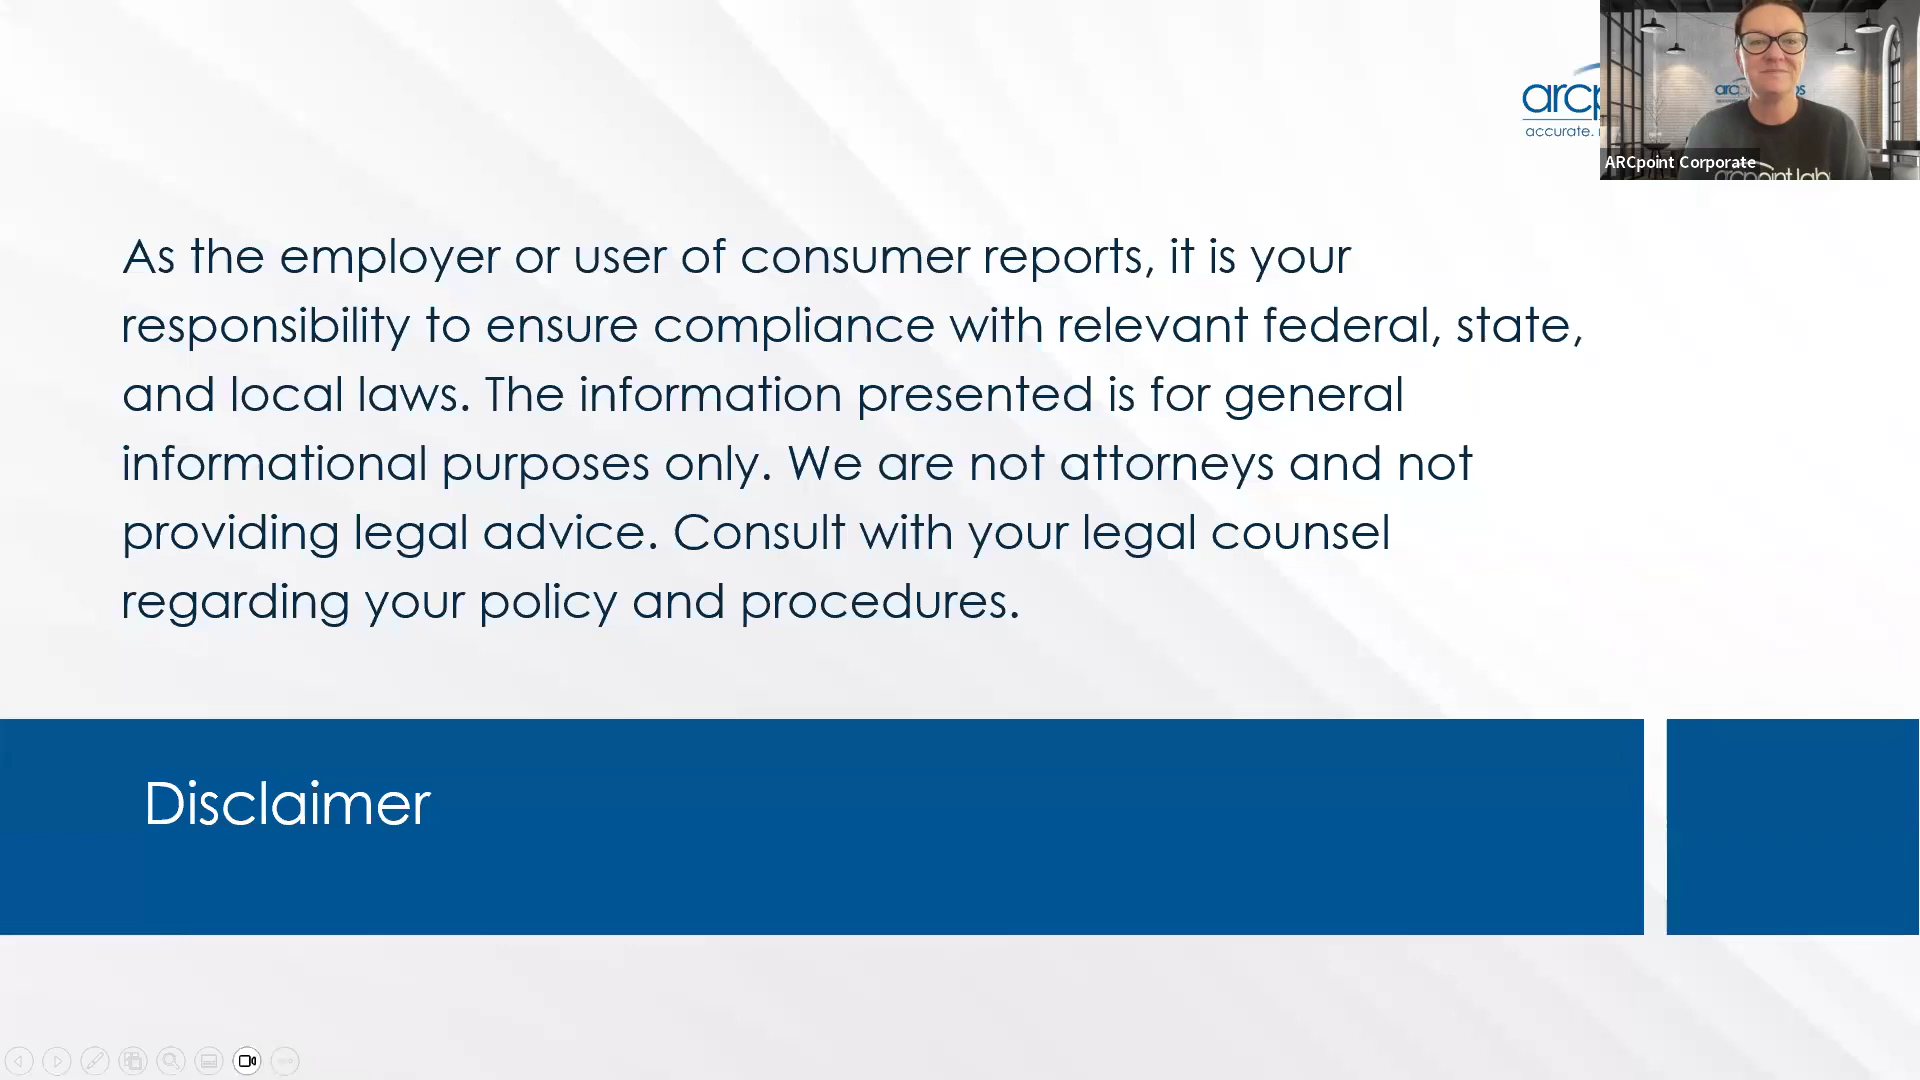 arcp
accurate.
ARCpoint Corporate
As the employer or user of consumer reports, it is your
responsibility to ensure compliance with relevant federal, state,
and local laws. The information presented is for general
informational purposes only. We are not attorneys and not
providing legal advice. Consult with your legal counsel
regarding your policy and procedures.
Disclaimer